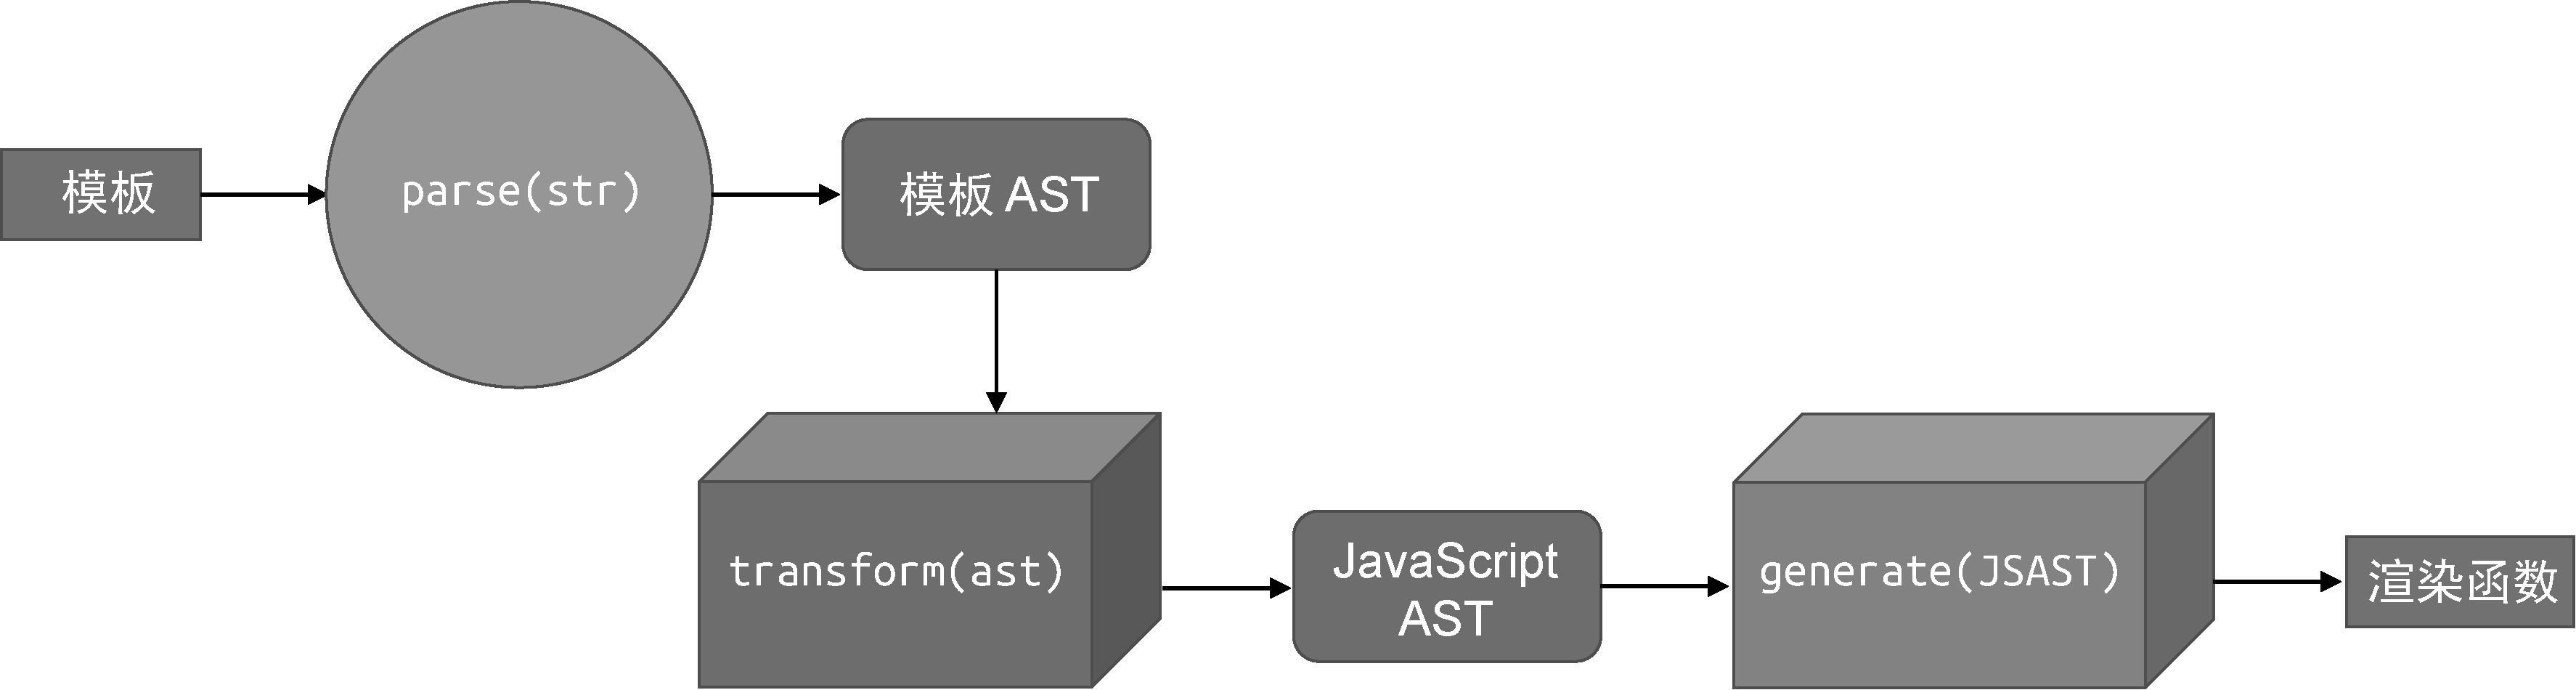 模板
parse(str)
模板 AST
transform(ast)
JavaScript
AST
generate(JSAST)
渲染函数